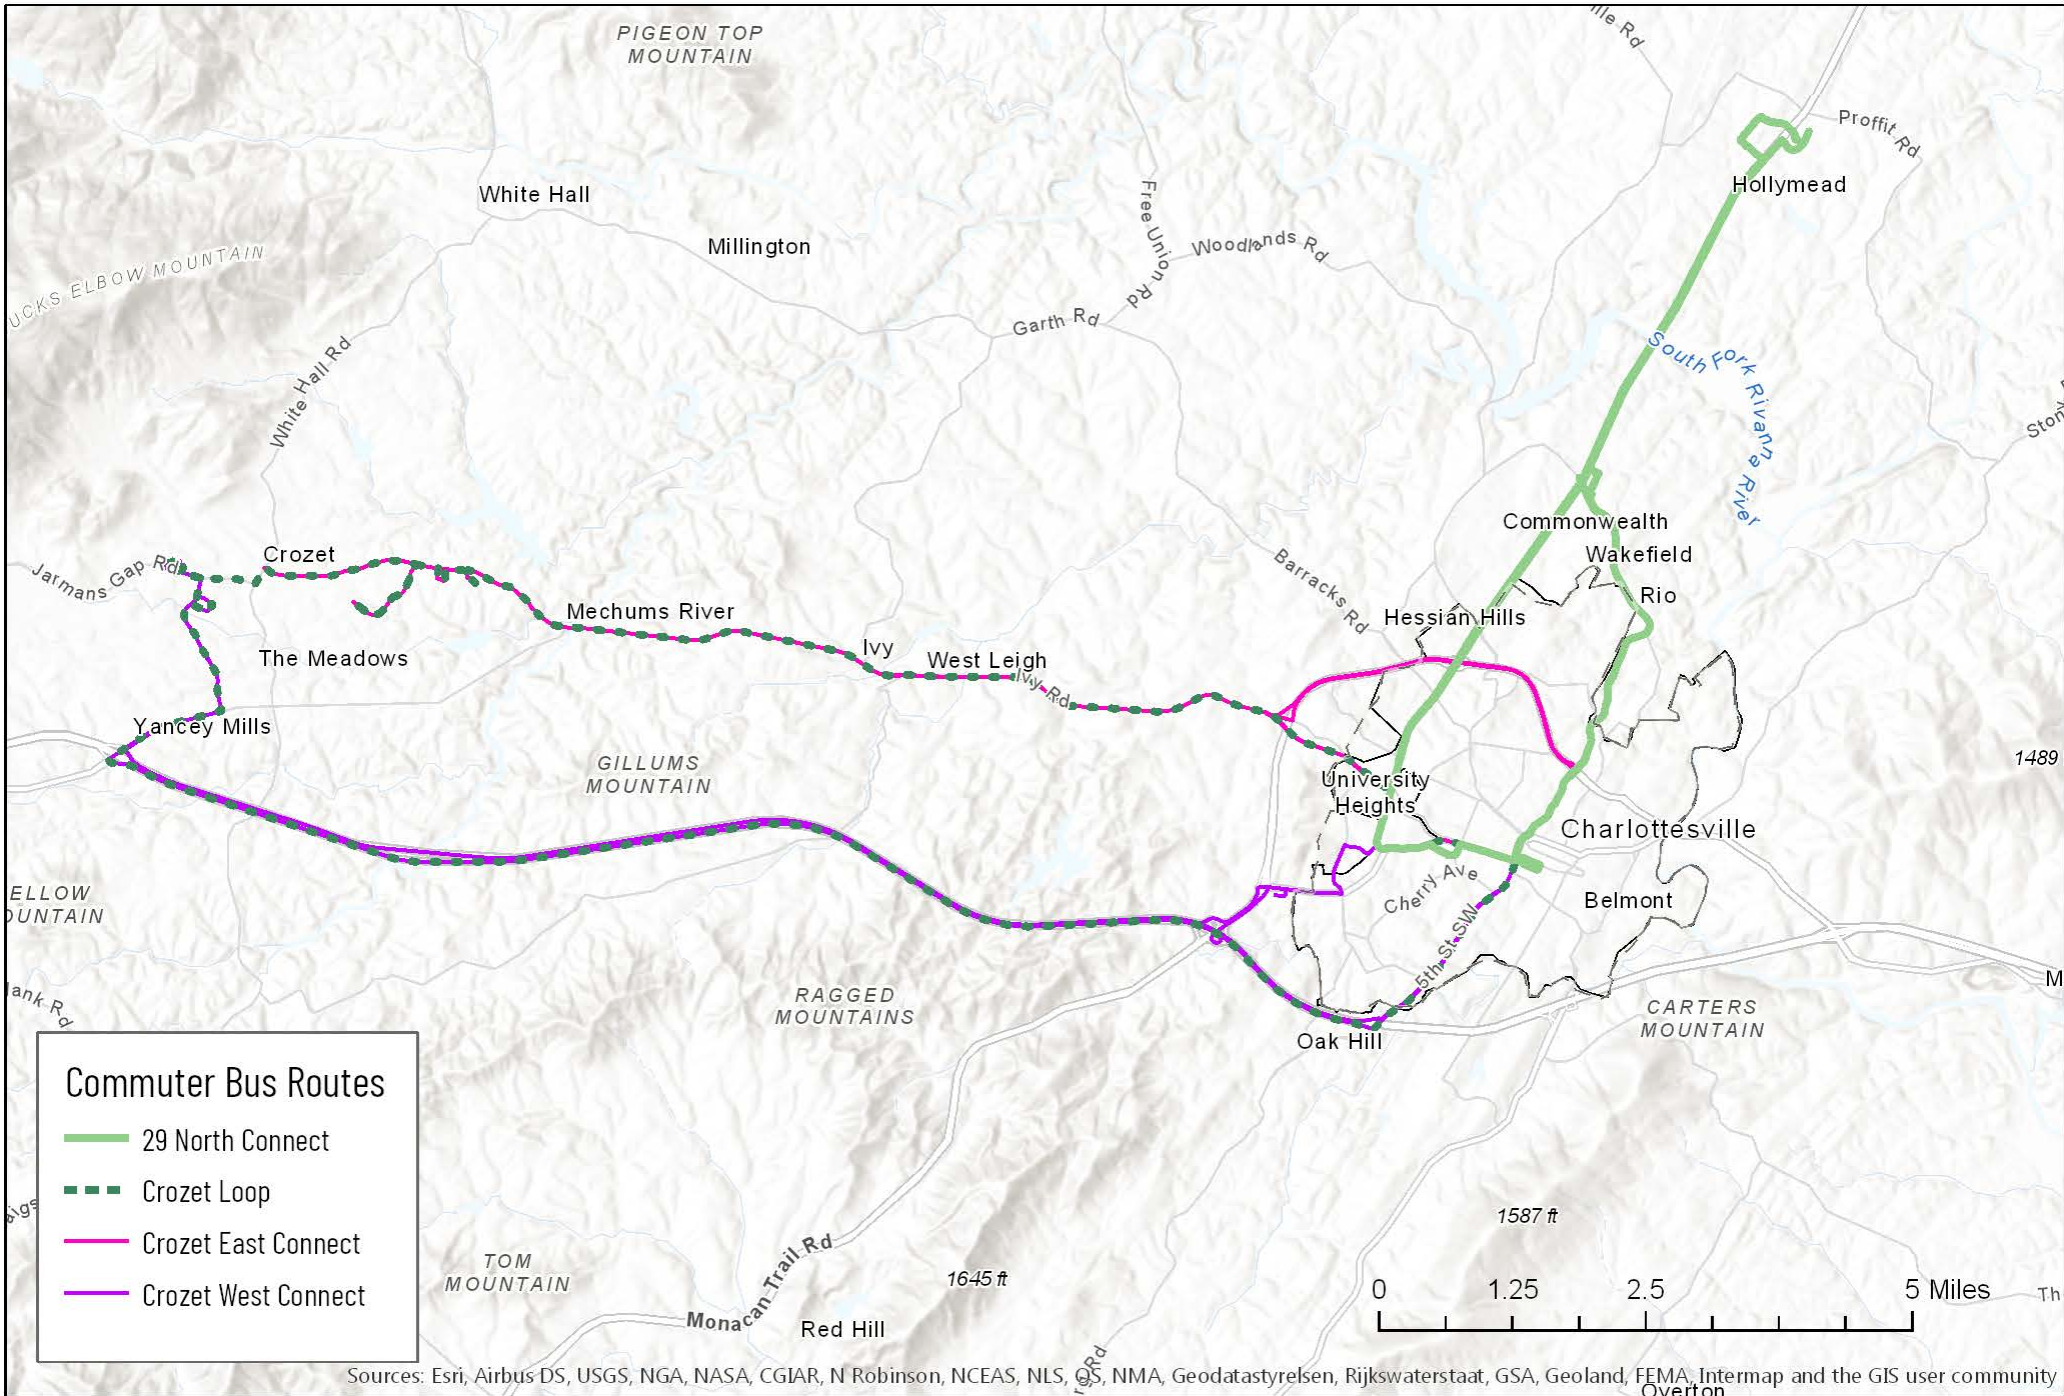 PIGEON TOP
MOUNTAIN
ille Rd
Proffit Rd
Hollymead
White Hall
Millington
Free Union Rd
Woodlands Rd
UCKS ELBOW MOUNTAIN
Garth Rd
South Fork Rivanna River
White Hall Rd
Commonwealth
Wakefield
Crozet
Jarmans Gap Rd
Barracks Rd
Rio
Mechums River
Hessian Hills
Ivy
West Leigh
The Meadows
Ivy Rd
Yancey Mills
GILLUMS
MOUNTAIN
1489
University
Heights
Charlottesville
Cherry Ave
ELLOW
OUNTAIN
Belmont
5th St SW
RAGGED
MOUNTAINS
CARTERS
MOUNTAIN
M
Oak Hill
Commuter Bus Routes
29 North Connect
Crozet Loop
Crozet East Connect
Crozet West Connect
TOM
MOUNTAIN
1587 ft
1645 ft
Monacan Trail Rd
Red Hill
0 1.25 2.5 5 Miles
Th
Sources: Esri, Airbus DS, USGS, NGA, NASA, CGIAR, N Robinson, NCEAS, NLS, OS, NMA, Geodatastyrelsen, Rijkswaterstaat, GSA, Geoland, FEMA, Intermap and the GIS user community
Overton